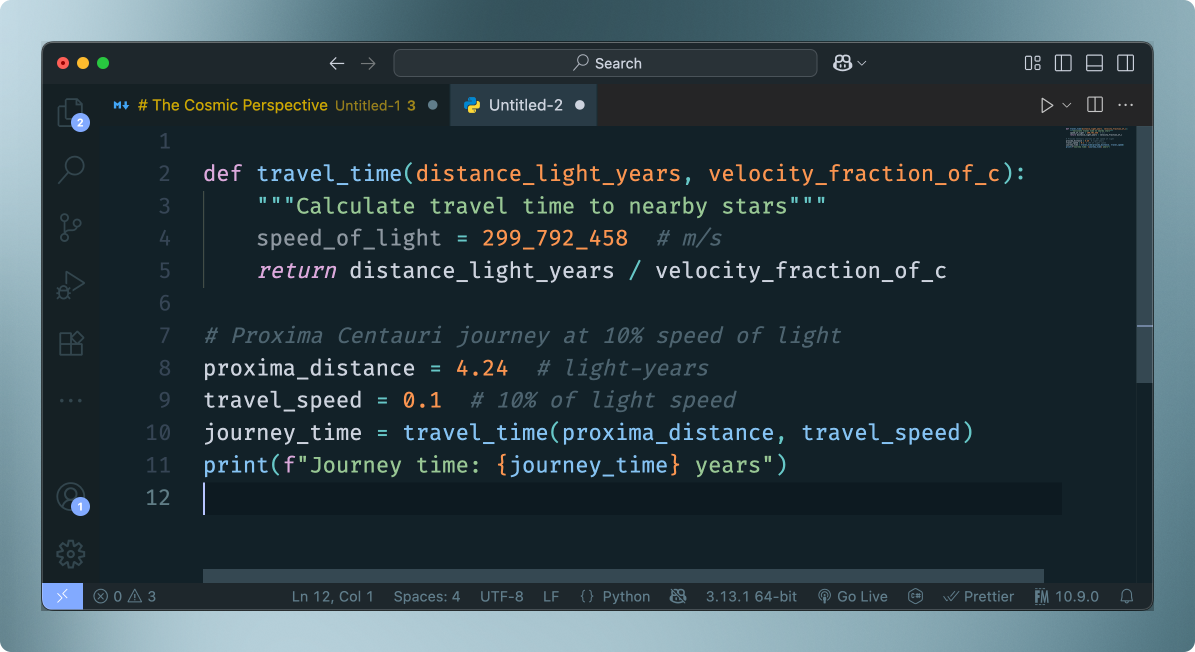 Search
# The Cosmic Perspective Untitled-1 3
Untitled-2
2
1
2 def travel_time(distance_light_years, velocity_fraction_of_c):
3 """Calculate travel time to nearby stars"""
4 speed_of_light = 299_792_458 # m/s
5 return distance_light_years / velocity_fraction_of_c
6
7 # Proxima Centauri journey at 10% speed of light
8 proxima_distance = 4.24 # light-years
9 travel_speed = 0.1 # 10% of light speed
10 journey_time = travel_time(proxima_distance, travel_speed)
11 print(f"Journey time: {journey_time} years")
12
1
0 3 Ln 12, Col 1 Spaces: 4 UTF-8 LF {} Python 3.13.1 64-bit Go Live Prettier FM 10.9.0